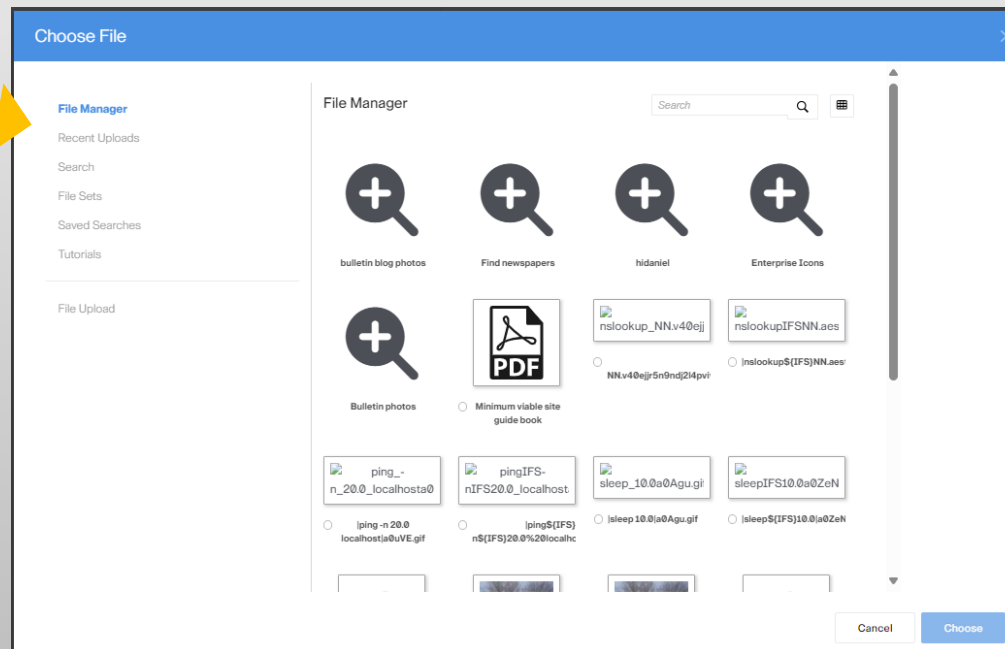 Choose File
File Manager
Recent Uploads
Search
File Sets
Saved Searches
Tutorials
File Upload
File Manager
Search
bulletin blog photos
Find newspapers
hidaniel
Enterprise Icons
PDF
nslookup_NN.v40ejj
nslookupIFSNN.aes
Bulletin photos
Minimum viable site
guide book
NN.v40ejjr5n9ndj2l4pvi
|nslookup${IFS}NN.aes
ping_-
n_20.0_localhosta0
pingIFS-
nIFS20.0_localhost
sleep_10.0a0Agu.gi
sleepIFS10.0a0ZeN
|ping -n 20.0
localhost|a0uVE.gif
|ping${IFS}
n${IFS}20.0%20localhc
|sleep 10.0|a0Agu.gif
|sleep${IFS}10.0|a0ZeN
Cancel
Choose